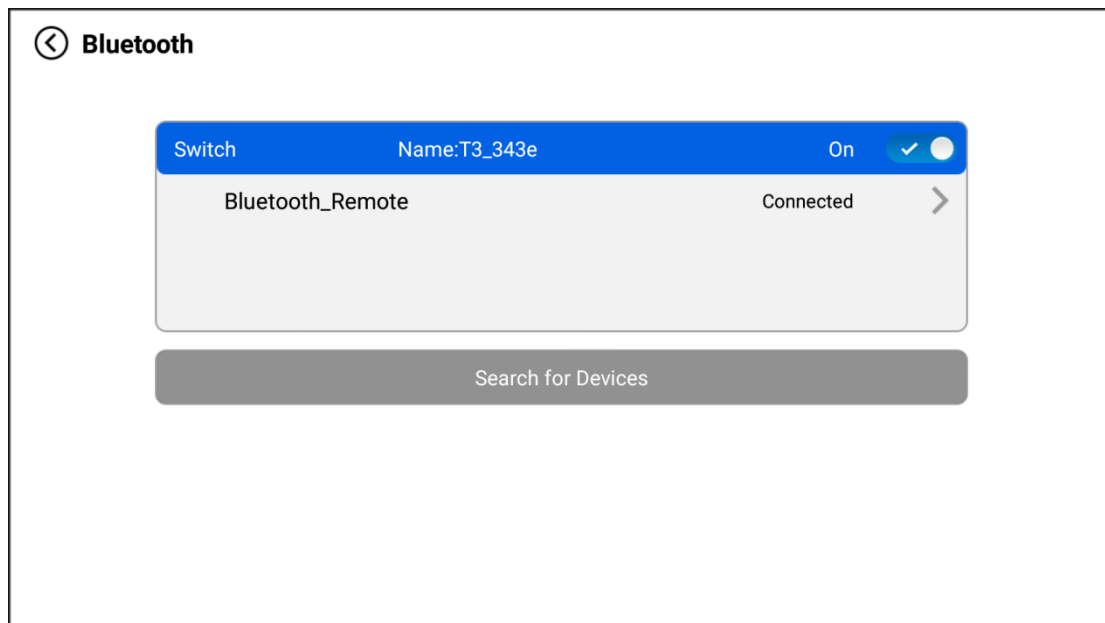 Bluetooth
Switch Name:T3_343e On
Bluetooth_Remote Connected
Search for Devices